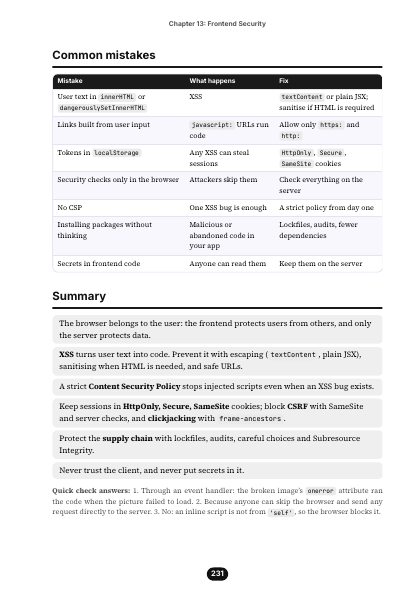 Chapter 13: Frontend Security
Common mistakes
Mistake What happens Fix
User text in innerHTML or XSS textContent or plain JSX;
dangerouslySetInnerHTML sanitise if HTML is required
Links built from user input javascript: URLs run Allow only https: and
code http:
Tokens in localStorage Any XSS can steal HttpOnly, Secure,
sessions SameSite cookies
Security checks only in the browser Attackers skip them Check everything on the
server
No CSP One XSS bug is enough A strict policy from day one
Installing packages without Malicious or Lockfiles, audits, fewer
thinking abandoned code in dependencies
your app
Secrets in frontend code Anyone can read them Keep them on the server
Summary
The browser belongs to the user: the frontend protects users from others, and only
the server protects data.
XSS turns user text into code. Prevent it with escaping ( textContent , plain JSX),
sanitising when HTML is needed, and safe URLs.
A strict Content Security Policy stops injected scripts even when an XSS bug exists.
Keep sessions in HttpOnly, Secure, SameSite cookies; block CSRF with SameSite
and server checks, and clickjacking with frame-ancestors .
Protect the supply chain with lockfiles, audits, careful choices and Subresource
Integrity.
Never trust the client, and never put secrets in it.
Quick check answers: 1. Through an event handler: the broken image's onerror attribute ran
the code when the picture failed to load. 2. Because anyone can skip the browser and send any
request directly to the server. 3. No: an inline script is not from 'self', so the browser blocks it.
231